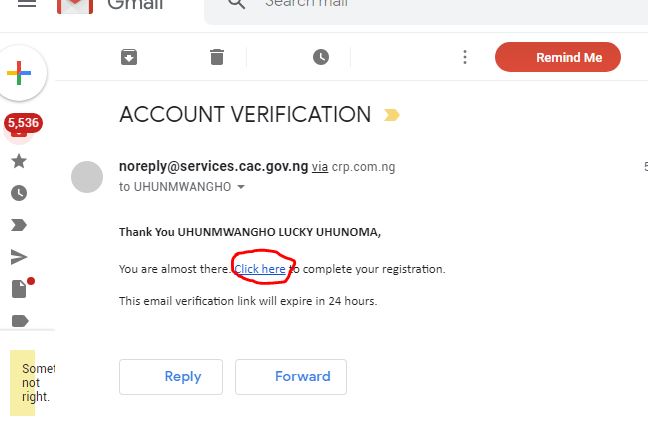 Gmail
Search mail
Remind Me
5,536
ACCOUNT VERIFICATION
noreply@services.cac.gov.ng via crp.com.ng
to UHUNMWANGHO
Thank You UHUNMWANGHO LUCKY UHUNOMA,
You are almost there. Click here to complete your registration.
This email verification link will expire in 24 hours.
Somet
not
right.
Reply
Forward